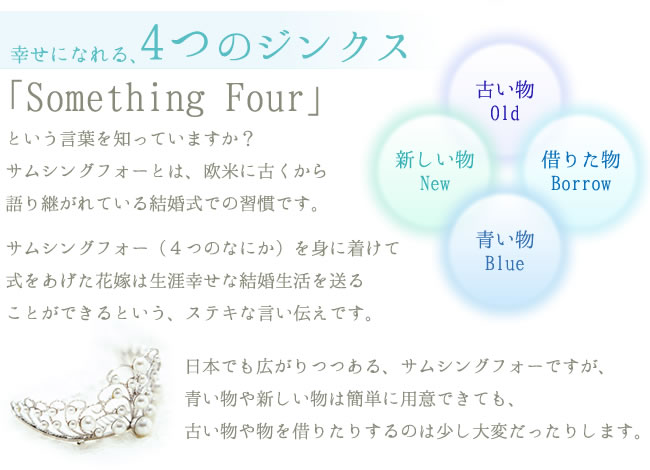 幸せになれる、4つのジンクス
「Something Four」
という言葉を知っていますか？
サムシングフォーとは、欧米に古くから
語り継がれている結婚式での習慣です。
古い物
Old
新しい物
New
借りた物
Borrow
青い物
Blue
サムシングフォー（４つのなにか）を身に着けて
式をあげた花嫁は生涯幸せな結婚生活を送る
ことができるという、ステキな言い伝えです。
日本でも広がりつつある、サムシングフォーですが、
青い物や新しい物は簡単に用意できても、
古い物や物を借りたりするのは少し大変だったりします。